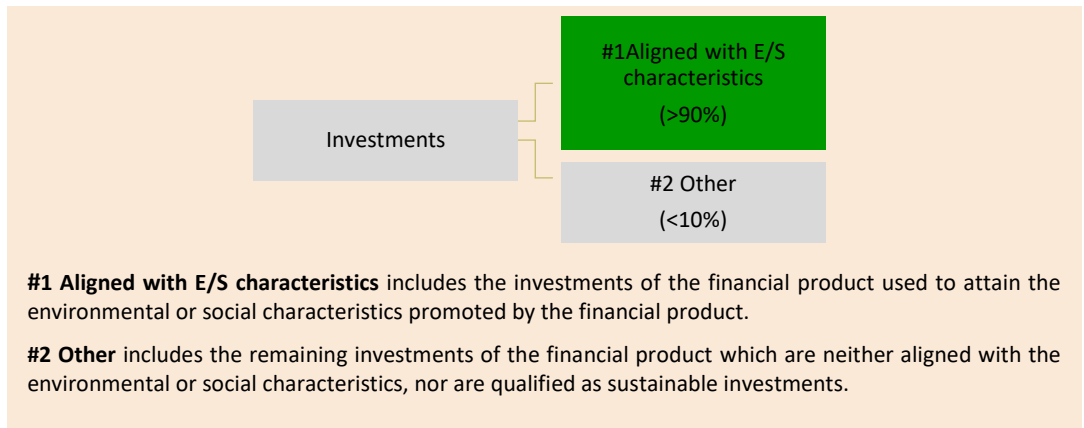 #1Aligned with E/S
characteristics
(>90%)
Investments
#2 Other
(<10%)
#1 Aligned with E/S characteristics includes the investments of the financial product used to attain the
environmental or social characteristics promoted by the financial product.
#2 Other includes the remaining investments of the financial product which are neither aligned with the
environmental or social characteristics, nor are qualified as sustainable investments.